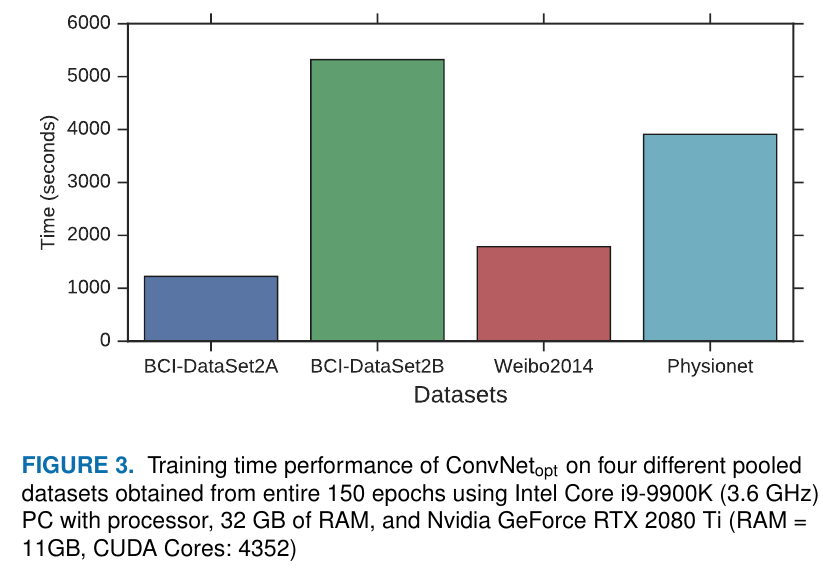 6000
5000
4000
3000
2000
1000
0
Time (seconds)
BCI-DataSet2A BCI-DataSet2B Weibo2014 Physionet
Datasets
FIGURE 3. Training time performance of ConvNetopt on four different pooled
datasets obtained from entire 150 epochs using Intel Core i9-9900K (3.6 GHz)
PC with processor, 32 GB of RAM, and Nvidia GeForce RTX 2080 Ti (RAM =
11GB, CUDA Cores: 4352)